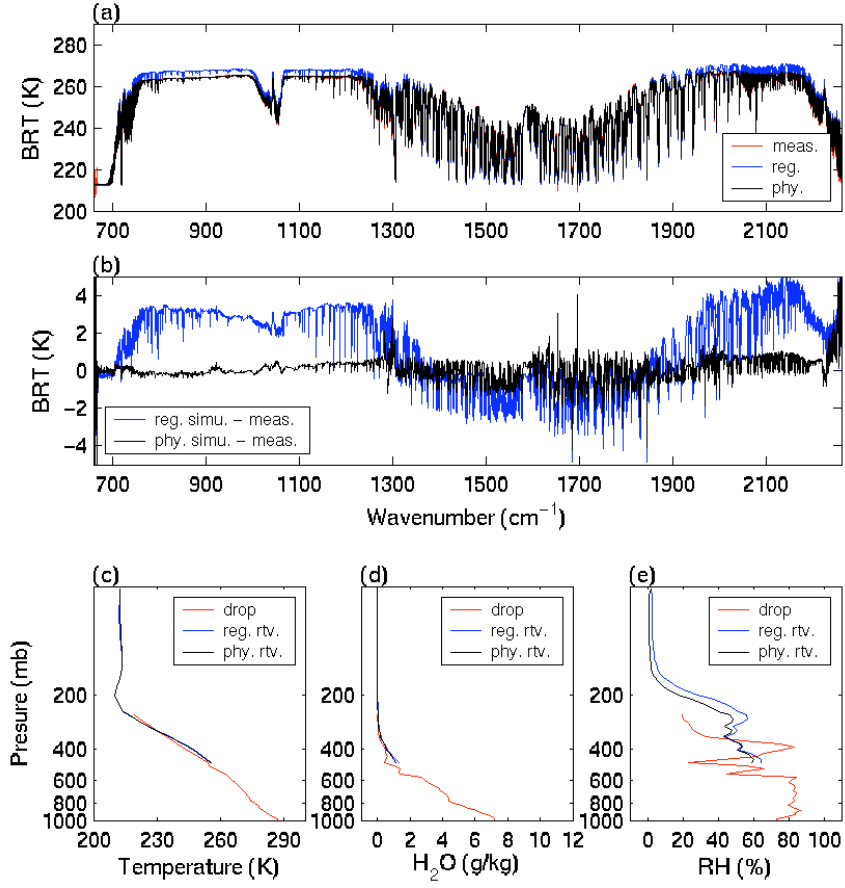 (a)
280
260
240
220
200
BRT (K)
meas.
reg.
phy.
700 900 1100 1300 1500 1700 1900 2100
(b)
4
2
0
−2
−4
BRT (K)
reg. simu. − meas.
phy. simu. − meas.
700 900 1100 1300 1500 1700 1900 2100
Wavenumber (cm⁻¹)
(c)
drop
reg. rtv.
phy. rtv.
Presure (mb)
200
400
600
800
1000
200 230 260 290
Temperature (K)
(d)
drop
reg. rtv.
phy. rtv.
200
400
600
800
1000
0 2 4 6 8 10 12
H₂O (g/kg)
(e)
drop
reg. rtv.
phy. rtv.
200
400
600
800
1000
0 20 40 60 80 100
RH (%)